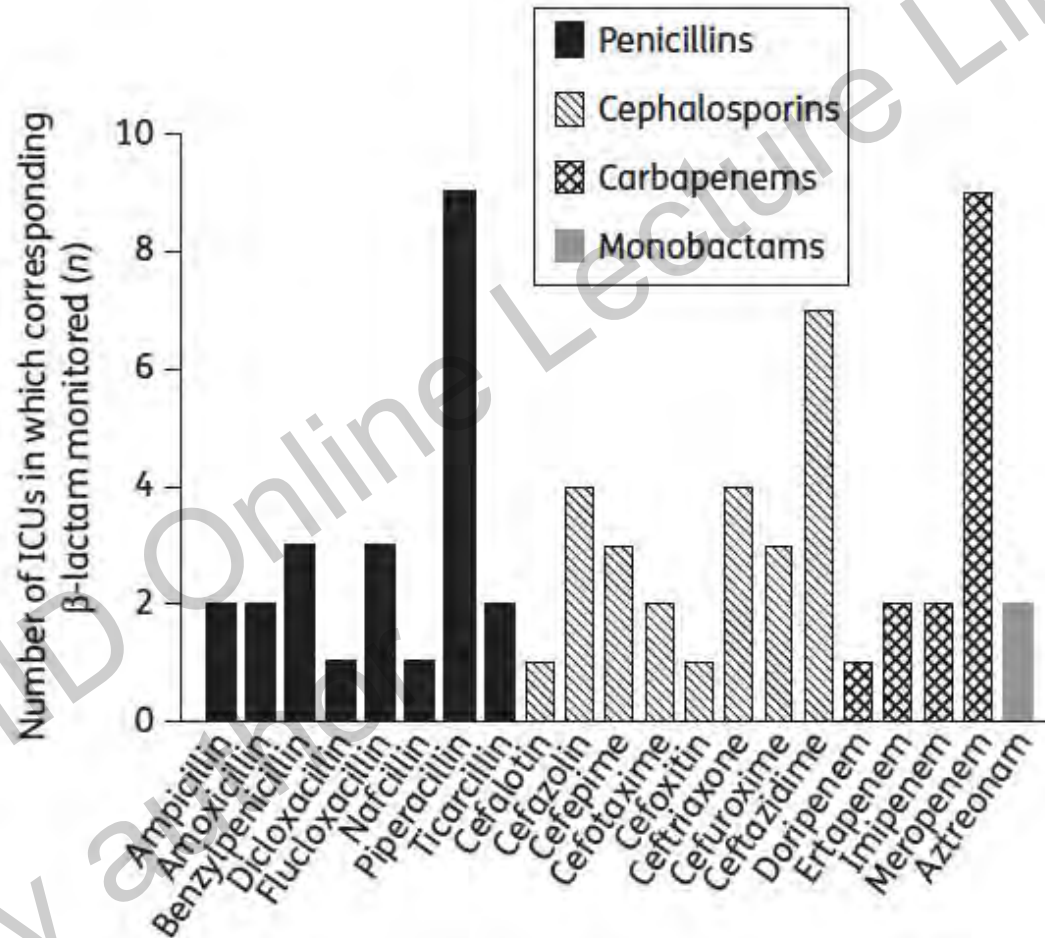 Penicillins
Cephalosporins
Carbapenems
Monobactams
Number of ICUs in which corresponding
β-lactam monitored (n)
10
8
6
4
2
0
Ampicillin
Amoxicillin
Benzylpenicillin
Dicloxacillin
Flucloxacillin
Nafcillin
Piperacillin
Ticarcillin
Cefalotin
Cefazolin
Cefepime
Cefotaxime
Cefoxitin
Ceftriaxone
Cefuroxime
Ceftazidime
Doripenem
Ertapenem
Imipenem
Meropenem
Aztreonam
ID Online Lecture Li
y author